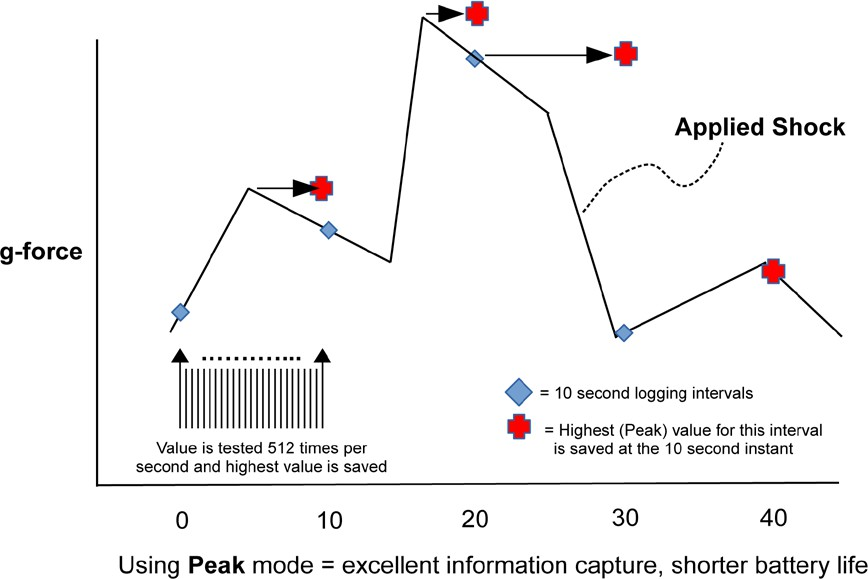 Applied Shock
g-force
= 10 second logging intervals
= Highest (Peak) value for this interval
is saved at the 10 second instant
Value is tested 512 times per
second and highest value is saved
0 10 20 30 40
Using Peak mode = excellent information capture, shorter battery life